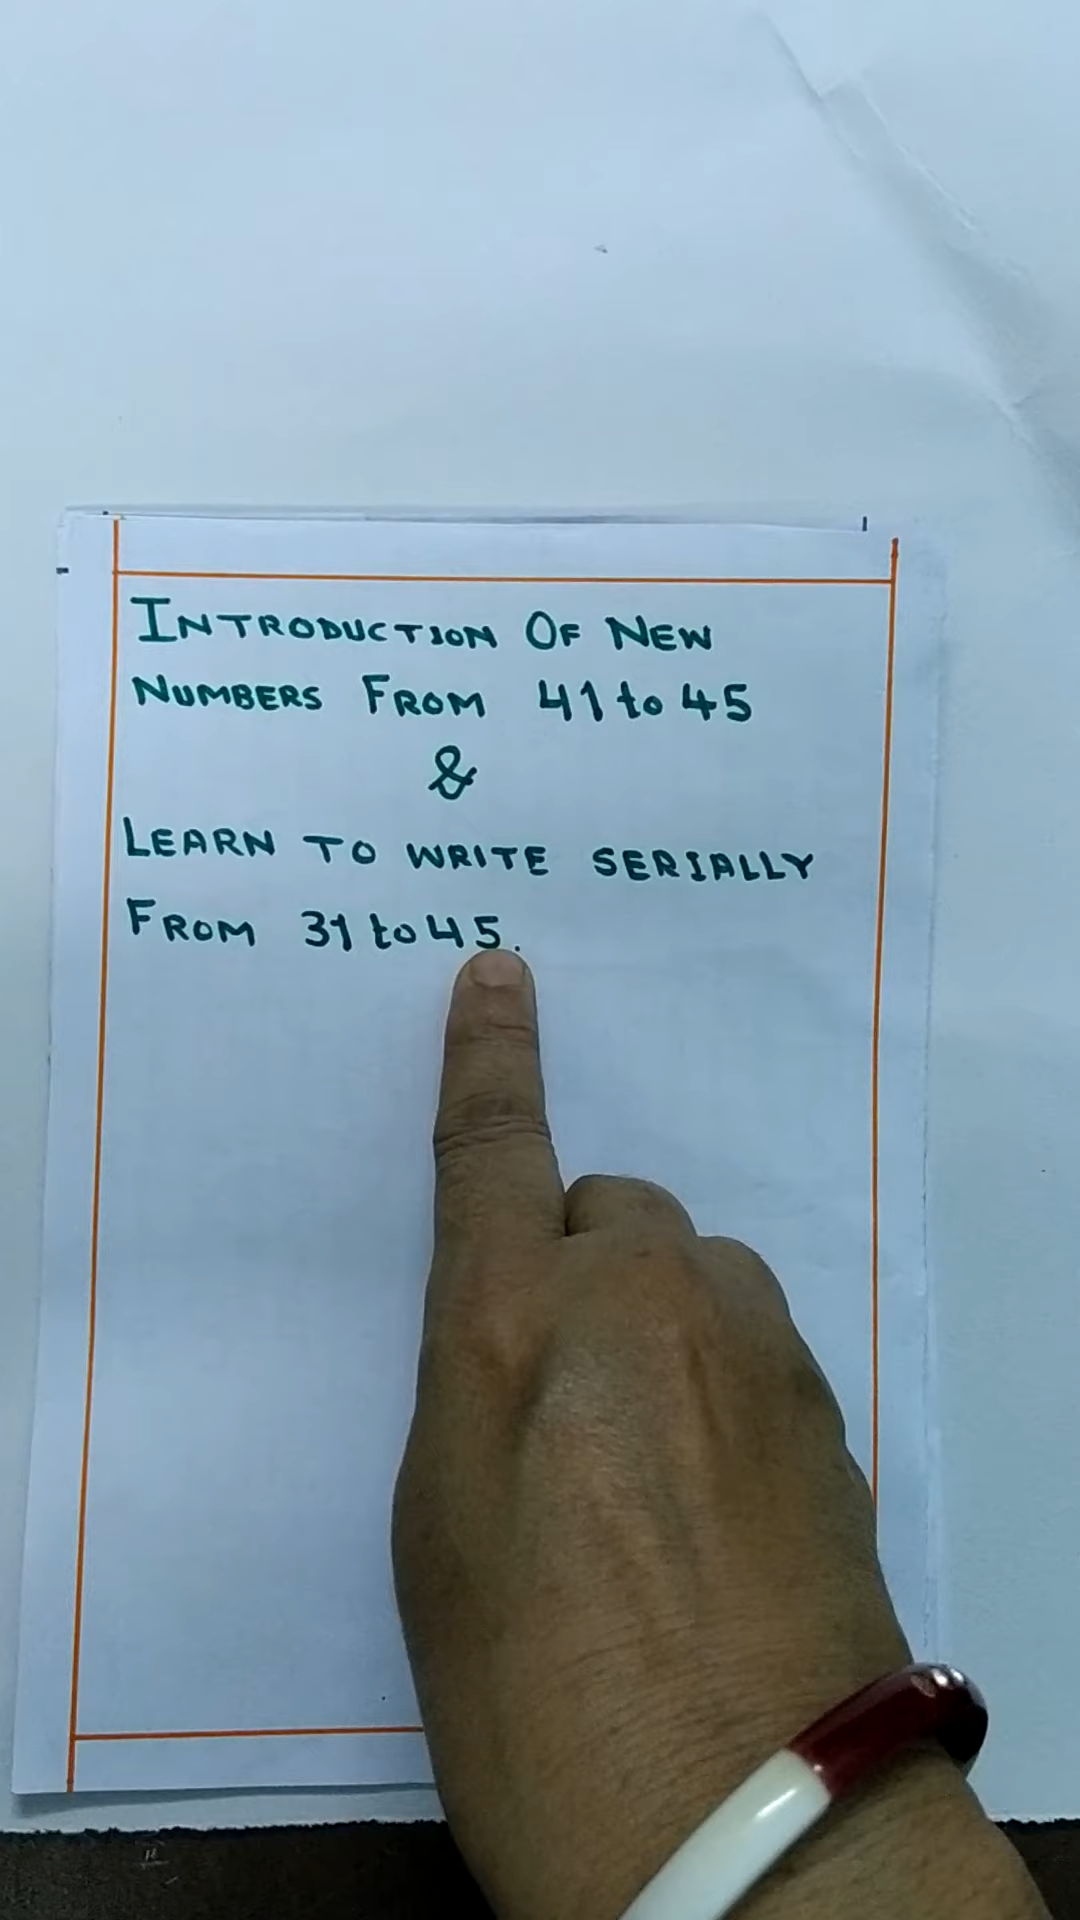 INTRODUCTION OF NEW
NUMBERS FROM 41 to 45
&
LEARN TO WRITE SERIALLY
FROM 31 to 45.